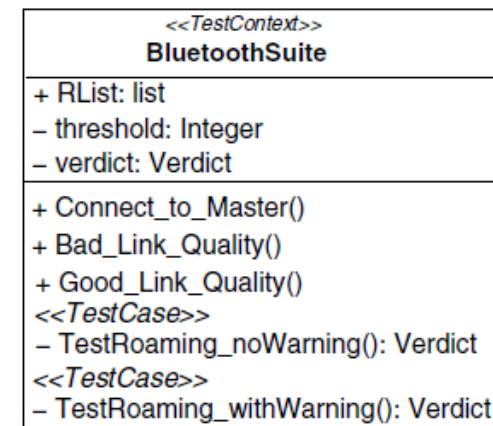 <<TestContext>>
BluetoothSuite
+ RList: list
– threshold: Integer
– verdict: Verdict
+ Connect_to_Master()
+ Bad_Link_Quality()
+ Good_Link_Quality()
<<TestCase>>
– TestRoaming_noWarning(): Verdict
<<TestCase>>
– TestRoaming_withWarning(): Verdict